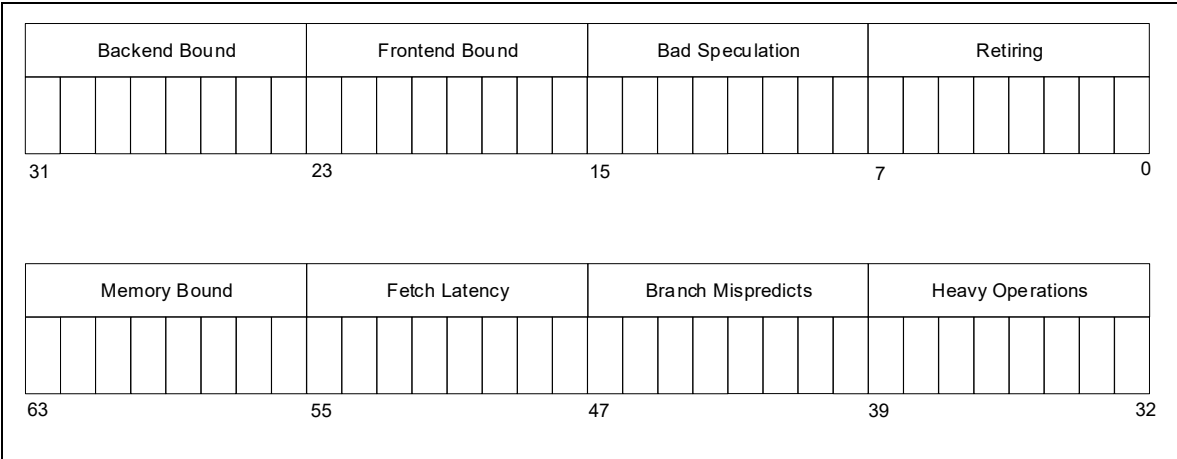 Backend Bound Frontend Bound Bad Speculation Retiring
31 23 15 7 0
Memory Bound Fetch Latency Branch Mispredicts Heavy Operations
63 55 47 39 32